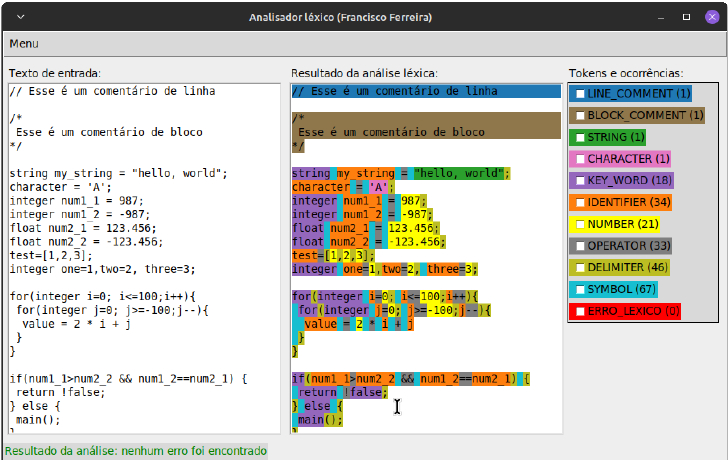 Analisador léxico (Francisco Ferreira)
Menu
Texto de entrada:
// Esse é um comentário de linha
/*
 Esse é um comentário de bloco
*/
string my_string = "hello, world";
character = 'A';
integer num1_1 = 987;
integer num1_2 = -987;
float num2_1 = 123.456;
float num2_2 = -123.456;
test=[1,2,3];
integer one=1,two=2, three=3;
for(integer i=0; i<=100;i++){
 for(integer j=0; j>=-100;j--){
  value = 2 * i + j
 }
}
if(num1_1>num2_2 && num1_2==num2_1) {
 return !false;
} else {
 main();
Resultado da análise léxica:
// Esse é um comentário de linha
/*
 Esse é um comentário de bloco
*/
string my_string = "hello, world";
character = 'A';
integer num1_1 = 987;
integer num1_2 = -987;
float num2_1 = 123.456;
float num2_2 = -123.456;
test=[1,2,3];
integer one=1,two=2, three=3;
for(integer i=0; i<=100;i++){
 for(integer j=0; j>=-100;j--){
  value = 2 * i + j
 }
}
if(num1_1>num2_2 && num1_2==num2_1) {
 return !false;
} else {
 main();
Tokens e ocorrências:
LINE_COMMENT (1)
BLOCK_COMMENT (1)
STRING (1)
CHARACTER (1)
KEY_WORD (18)
IDENTIFIER (34)
NUMBER (21)
OPERATOR (33)
DELIMITER (46)
SYMBOL (67)
ERRO_LEXICO (0)
Resultado da análise: nenhum erro foi encontrado